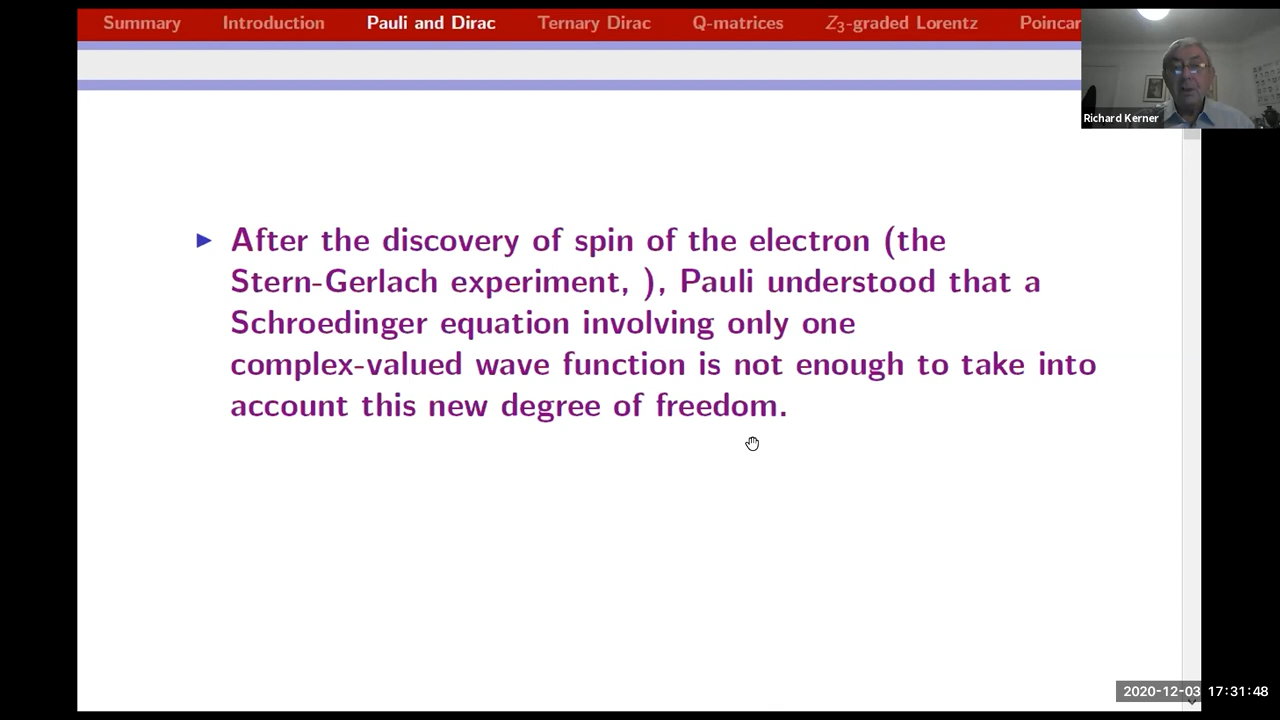 Summary Introduction Pauli and Dirac Ternary Dirac Q-matrices Z3-graded Lorentz Poincar
Richard Kerner
► After the discovery of spin of the electron (the
Stern-Gerlach experiment, ), Pauli understood that a
Schroedinger equation involving only one
complex-valued wave function is not enough to take into
account this new degree of freedom.
2020-12-03 17:31:48